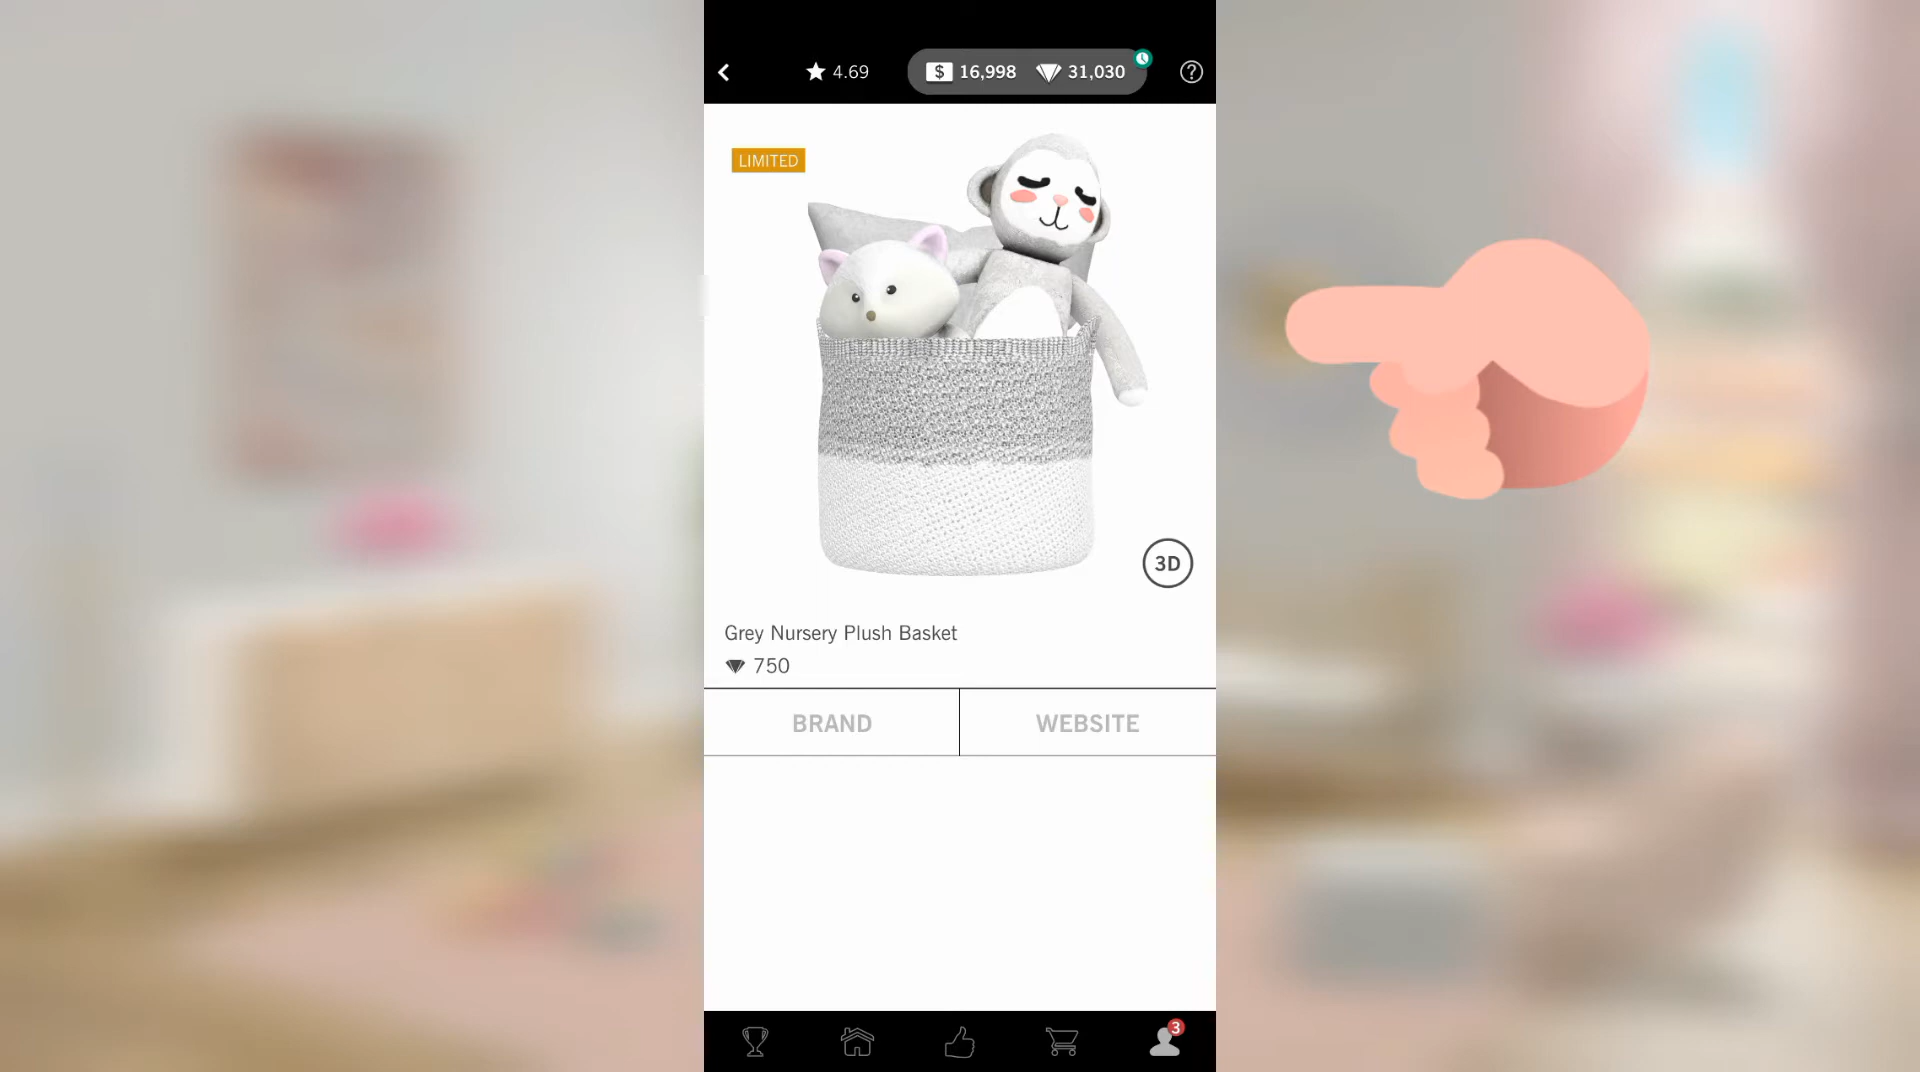 4.69
$ 16,998 31,030
?
LIMITED
3D
Grey Nursery Plush Basket
750
BRAND WEBSITE
3